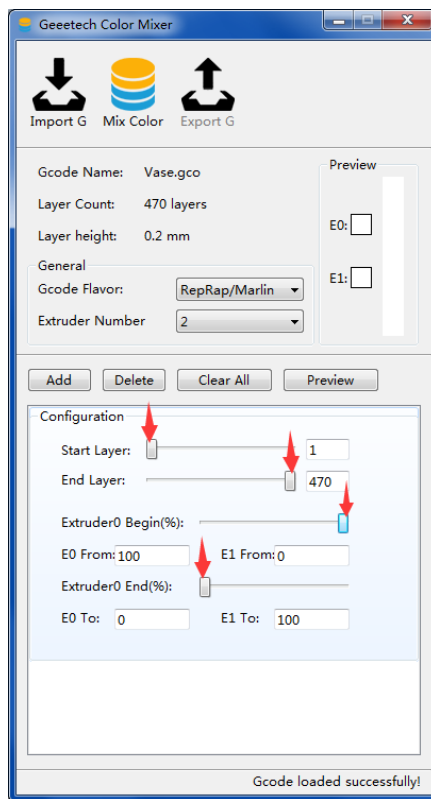 Geeetech Color Mixer
Import G Mix Color Export G
Gcode Name: Vase.gco
Layer Count: 470 layers
Layer height: 0.2 mm
General
Gcode Flavor: RepRap/Marlin
Extruder Number 2
Preview
E0:
E1:
Add Delete Clear All Preview
Configuration
Start Layer: 1
End Layer: 470
Extruder0 Begin(%):
E0 From: 100 E1 From: 0
Extruder0 End(%):
E0 To: 0 E1 To: 100
Gcode loaded successfully!